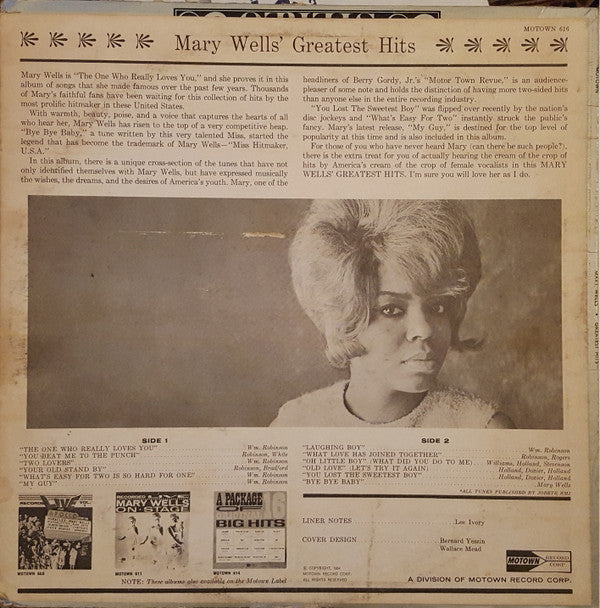 MOTOWN 616
Mary Wells' Greatest Hits
Mary Wells is "The One Who Really Loves You," and she proves it in this
album of songs that she made famous over the past few years. Thousands
of Mary's faithful fans have been waiting for this collection of hits by the
most prolific hitmaker in these United States.
With warmth, beauty, poise, and a voice that captures the hearts of all
who hear her, Mary Wells has risen to the top of a very competitive heap.
"Bye Bye Baby," a tune written by this very talented Miss, started the
legend that has become the trademark of Mary Wells—"Miss Hitmaker,
U.S.A."
In this album, there is a unique cross-section of the tunes that have not
only identified themselves with Mary Wells, but have expressed musically
the wishes, the dreams, and the desires of America's youth. Mary, one of the
headliners of Berry Gordy, Jr.'s "Motor Town Revue," is an audience-
pleaser of some note and holds the distinction of having more two-sided hits
than anyone else in the entire recording industry.
"You Lost The Sweetest Boy" was flipped over recently by the nation's
disc jockeys and "What's Easy For Two" instantly struck the public's
fancy. Mary's latest release, "My Guy," is destined for the top level of
popularity at this time and is also included in this album.
For those of you who have never heard Mary (can there be such people?),
there is the extra treat for you of actually hearing the cream of the crop of
hits by America's cream of the crop of female vocalists in this MARY
WELLS' GREATEST HITS. I'm sure you will love her as I do.
SIDE 1
"THE ONE WHO REALLY LOVES YOU" Wm. Robinson
"YOU BEAT ME TO THE PUNCH" Robinson, White
"TWO LOVERS" Wm. Robinson
"YOUR OLD STAND BY" Robinson, Bradford
"WHAT'S EASY FOR TWO IS SO HARD FOR ONE" Wm. Robinson
"MY GUY" Wm. Robinson
SIDE 2
"LAUGHING BOY" Wm. Robinson
"WHAT LOVE HAS JOINED TOGETHER" Robinson, Rogers
"OH LITTLE BOY" (WHAT DID YOU DO TO ME) Williams, Holland, Stevenson
"OLD LOVE" (LET'S TRY IT AGAIN) Holland, Dozier, Holland
"YOU LOST THE SWEETEST BOY" Holland, Dozier, Holland
"BYE BYE BABY" Mary Wells
*ALL TUNES PUBLISHED BY JOBETE BMI
RECORDED
MARY WELLS
ON STAGE
A PACKAGE
OF 16
BIG HITS
MOTOWN 611
MOTOWN 614
NOTE: These albums also available on the Motown Label
LINER NOTES Lee Ivory
COVER DESIGN Bernard Yeszin
Wallace Mead
© COPYRIGHT, 1964
MOTOWN RECORD CORP.
ALL RIGHTS RESERVED
MOTOWN RECORD CORP.
A DIVISION OF MOTOWN RECORD CORP.